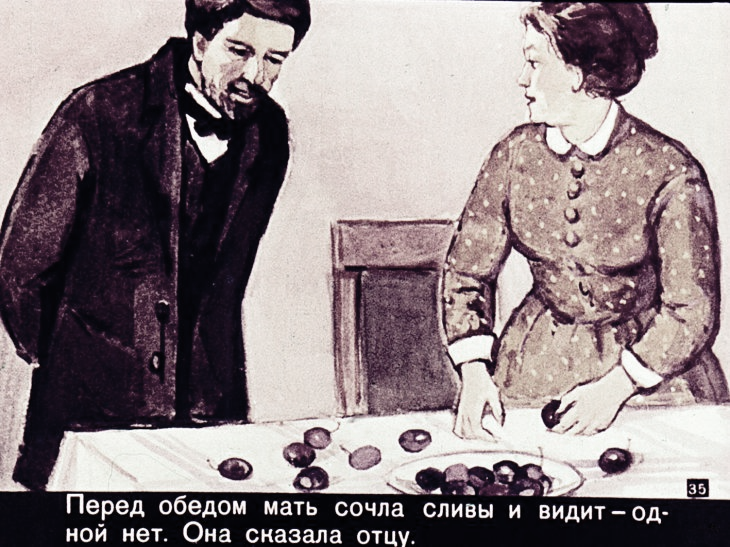 35
Перед обедом мать сочла сливы и видит – од-
ной нет. Она сказала отцу.